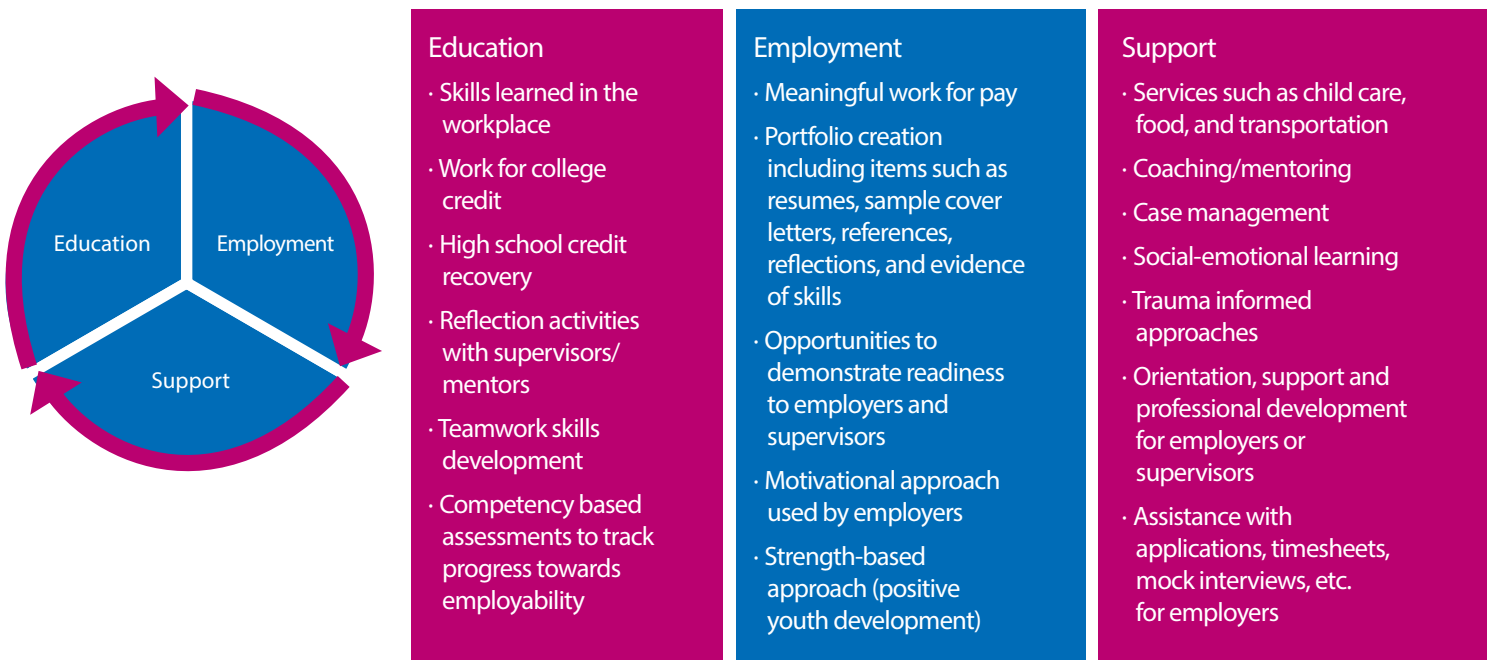 Education
Employment
Support
Education
· Skills learned in the
workplace
· Work for college
credit
· High school credit
recovery
· Reflection activities
with supervisors/
mentors
· Teamwork skills
development
· Competency based
assessments to track
progress towards
employability
Employment
· Meaningful work for pay
· Portfolio creation
including items such as
resumes, sample cover
letters, references,
reflections, and evidence
of skills
· Opportunities to
demonstrate readiness
to employers and
supervisors
· Motivational approach
used by employers
· Strength-based
approach (positive
youth development)
Support
· Services such as child care,
food, and transportation
· Coaching/mentoring
· Case management
· Social-emotional learning
· Trauma informed
approaches
· Orientation, support and
professional development
for employers or
supervisors
· Assistance with
applications, timesheets,
mock interviews, etc.
for employers